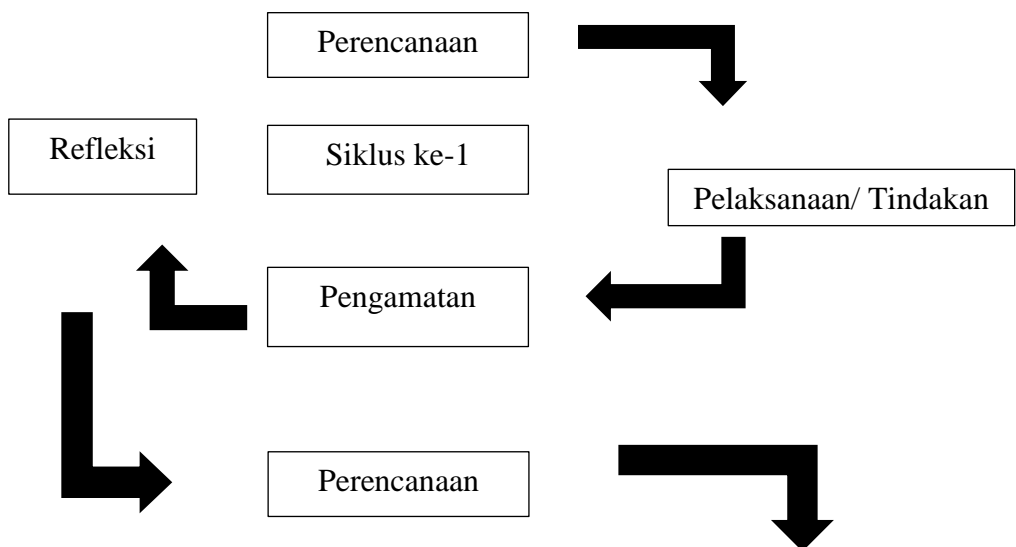 Perencanaan
Refleksi
Siklus ke-1
Pelaksanaan/ Tindakan
Pengamatan
Perencanaan